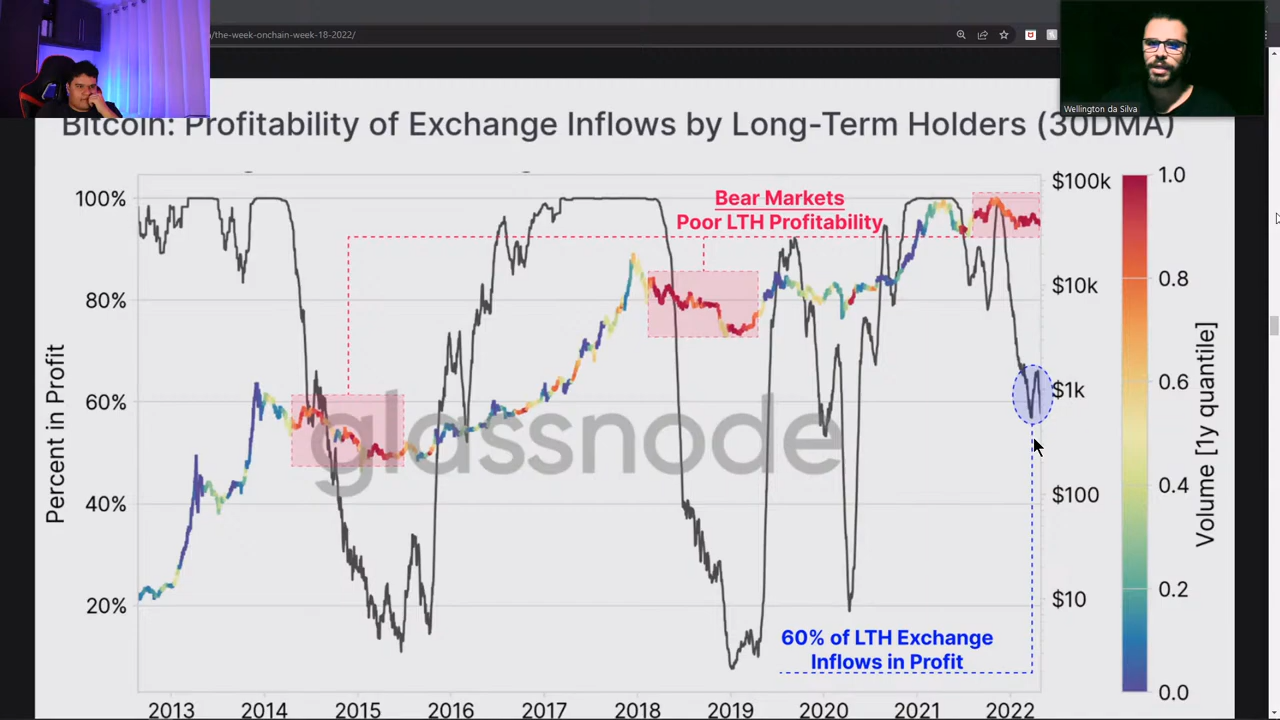 /the-week-onchain-week-18-2022/
Wellington da Silva
Bitcoin: Profitability of Exchange Inflows by Long-Term Holders (30DMA)
Bear Markets
Poor LTH Profitability
100%
80%
60%
40%
20%
Percent in Profit
glassnode
$100k
$10k
$1k
$100
$10
1.0
0.8
0.6
0.4
0.2
0.0
Volume [1y quantile]
60% of LTH Exchange
Inflows in Profit
2013 2014 2015 2016 2017 2018 2019 2020 2021 2022